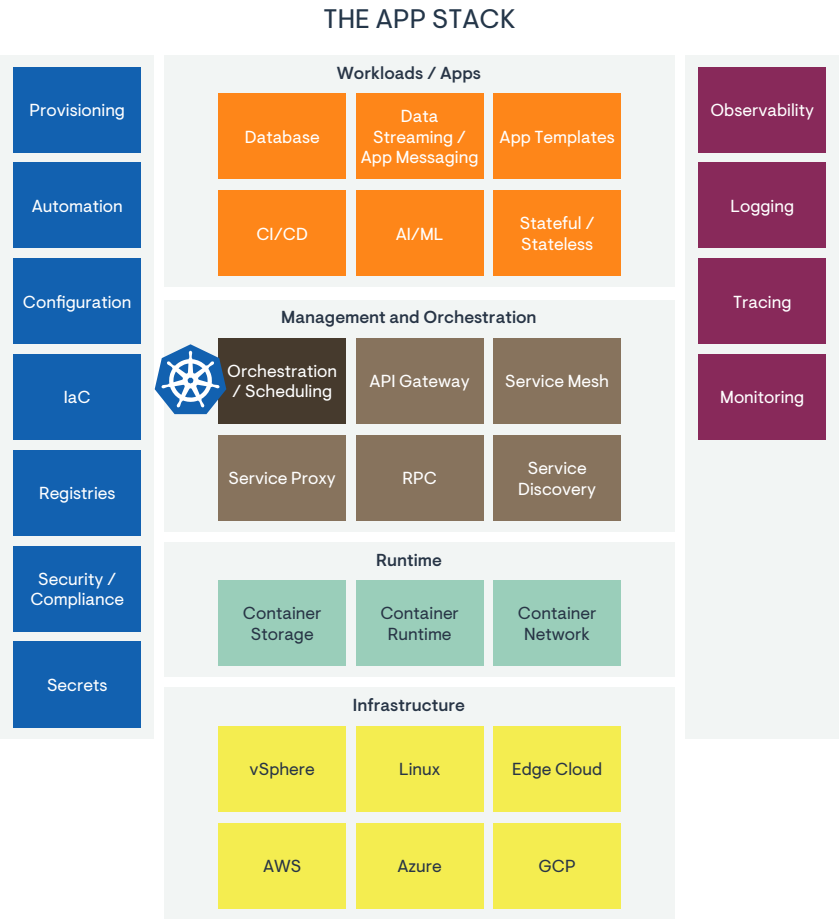 THE APP STACK
Provisioning
Automation
Configuration
IaC
Registries
Security /
Compliance
Secrets
Workloads / Apps
Database
Data
Streaming /
App Messaging
App Templates
CI/CD
AI/ML
Stateful /
Stateless
Management and Orchestration
Orchestration
/ Scheduling
API Gateway
Service Mesh
Service Proxy
RPC
Service
Discovery
Runtime
Container
Storage
Container
Runtime
Container
Network
Infrastructure
vSphere
Linux
Edge Cloud
AWS
Azure
GCP
Observability
Logging
Tracing
Monitoring